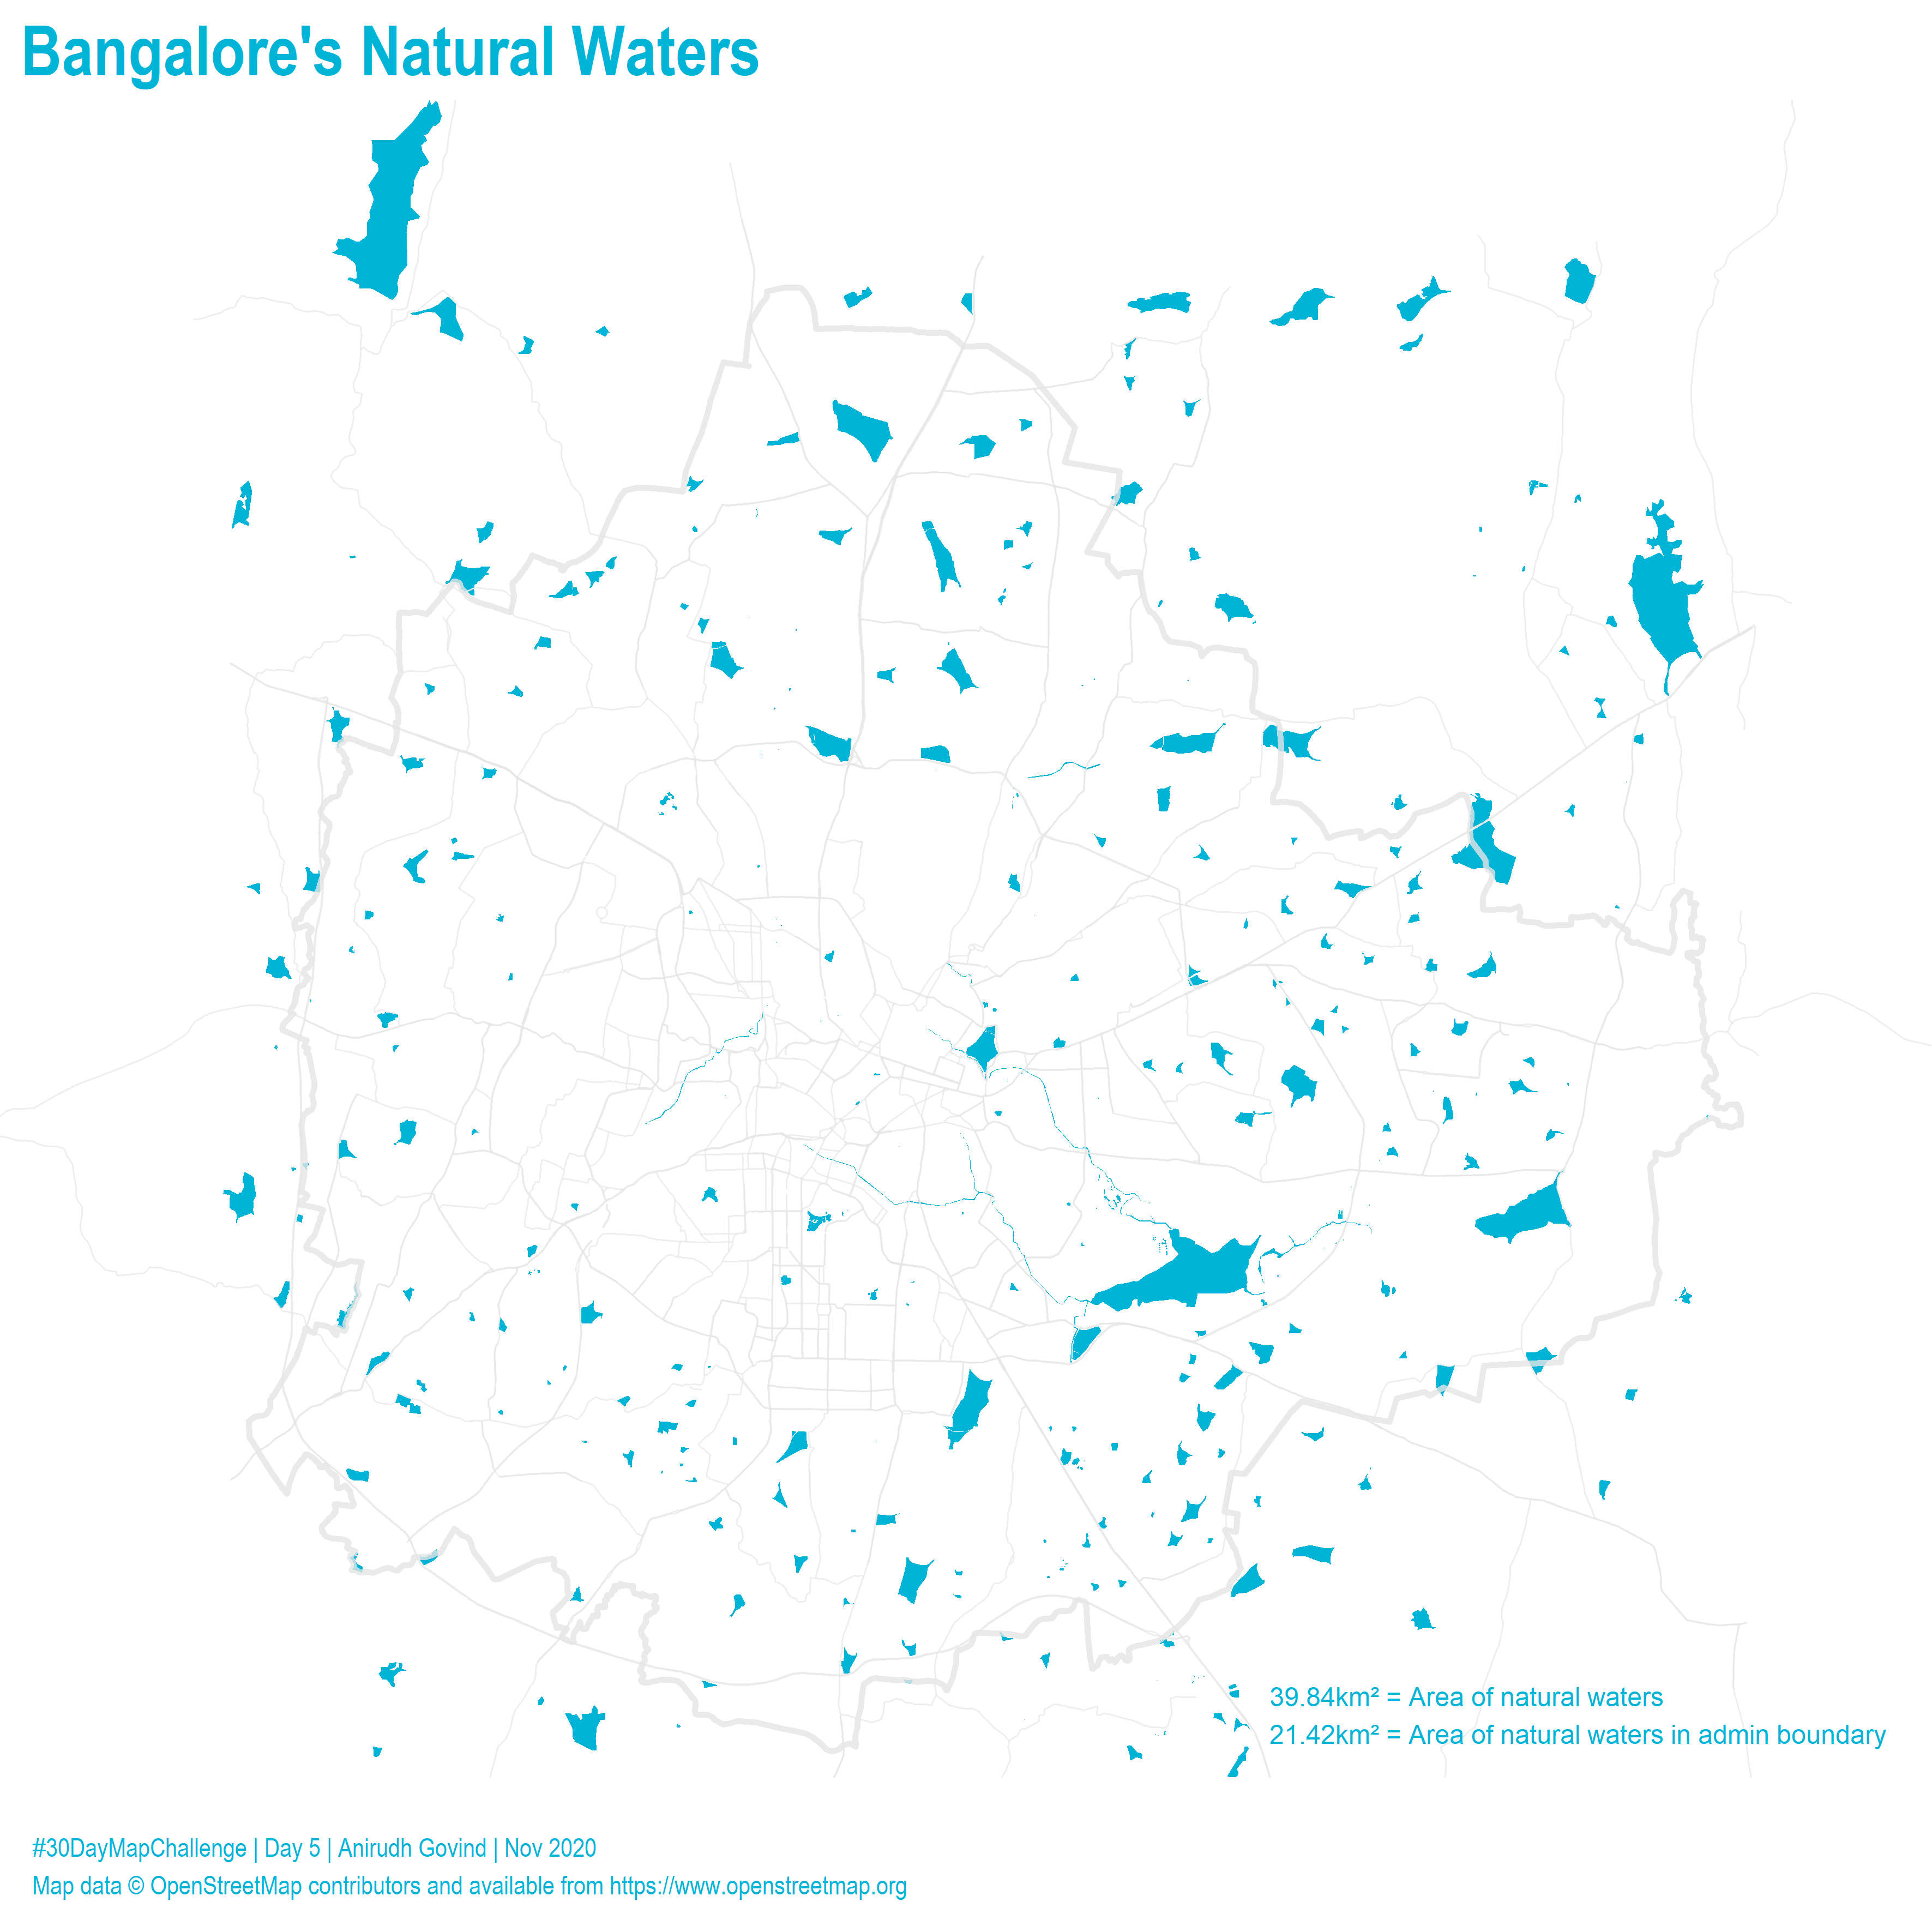 Bangalore's Natural Waters
39.84km² = Area of natural waters
21.42km² = Area of natural waters in admin boundary
#30DayMapChallenge | Day 5 | Anirudh Govind | Nov 2020
Map data © OpenStreetMap contributors and available from https://www.openstreetmap.org